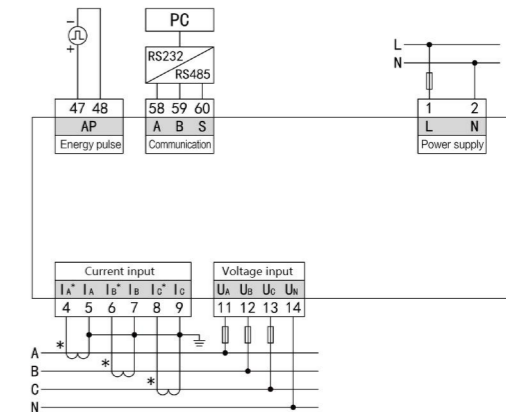 PC
RS232
RS485
-
+
L
N
47 48
AP
Energy pulse
58 59 60
A B S
Communication
1 2
L N
Power supply
Current input
IA* IA IB* IB IC* IC
4 5 6 7 8 9
Voltage input
UA UB UC UN
11 12 13 14
*
*
*
A
B
C
N